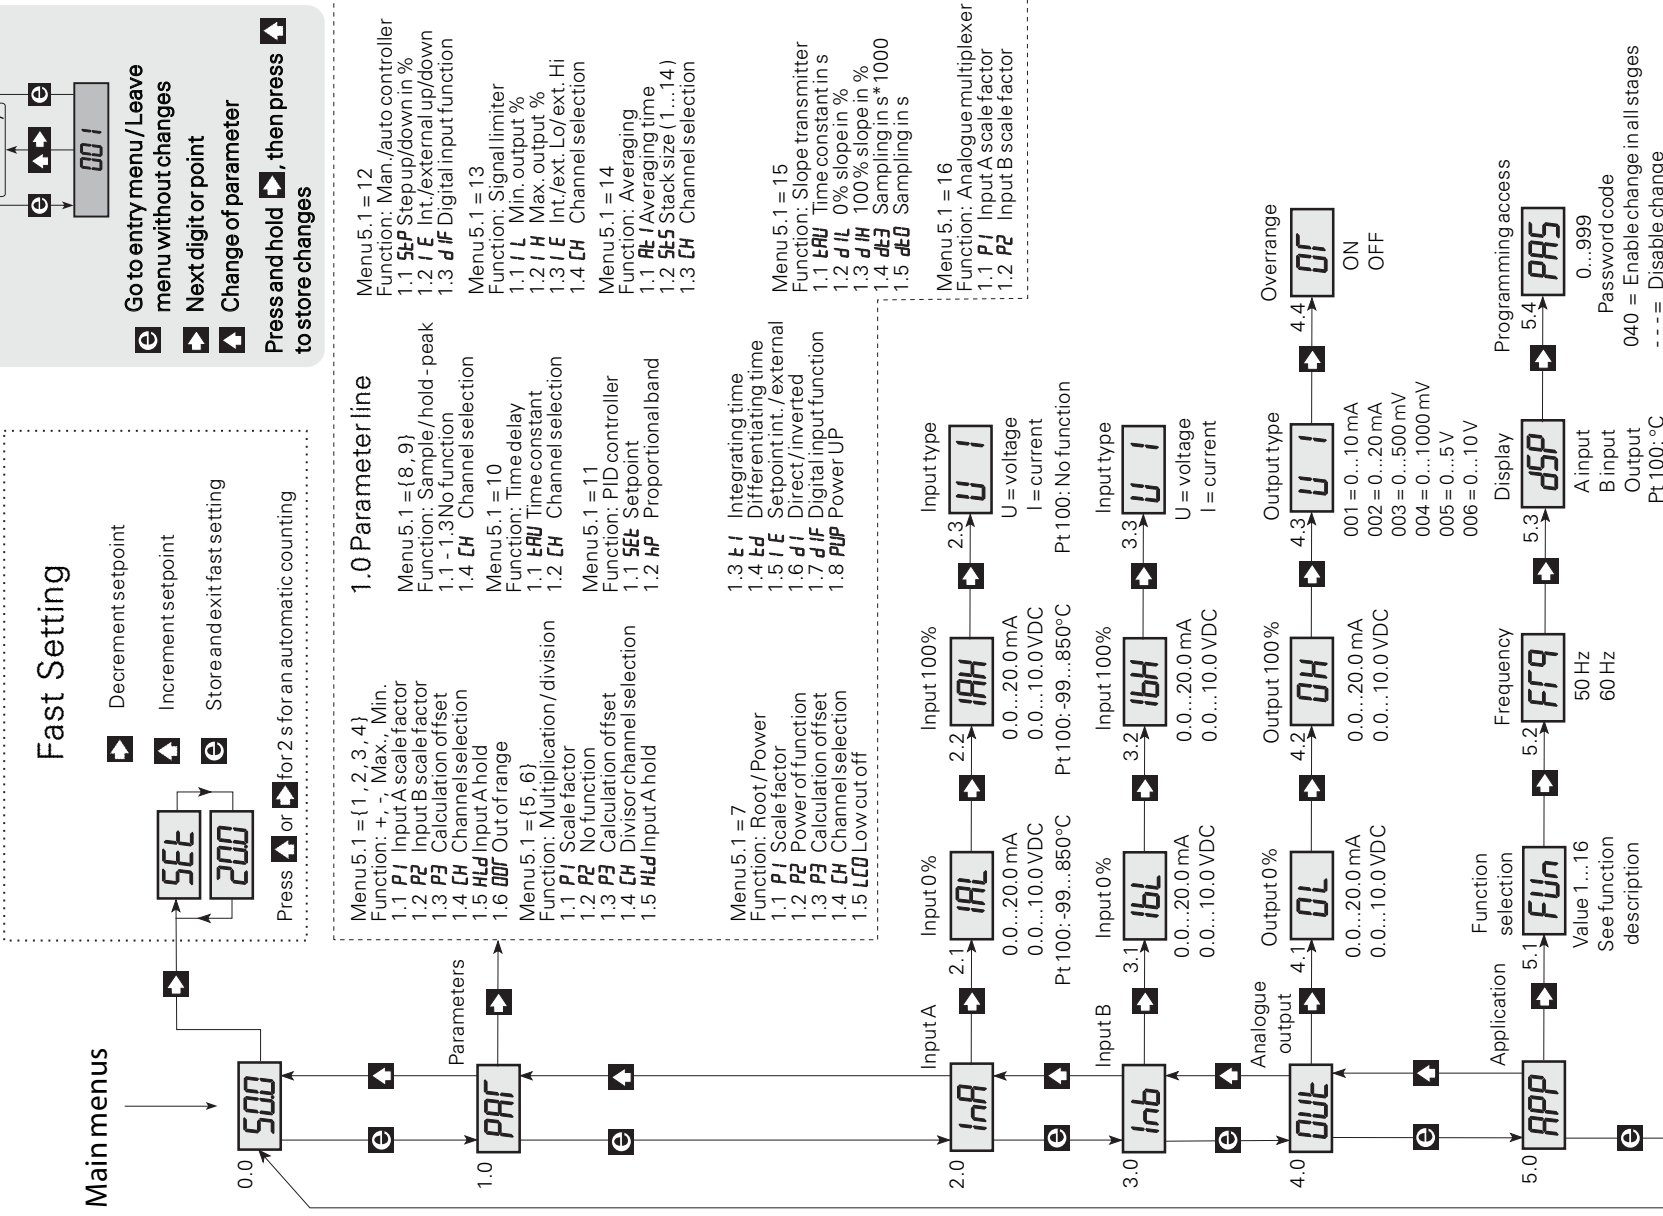 Main menus
Fast Setting
Decrement setpoint
Increment setpoint
e Store and exit fast setting
SEt
20.0
Press or for 2 s for an automatic counting
e e
001
e Go to entry menu / Leave
menu without changes
Next digit or point
Change of parameter
Press and hold , then press
to store changes
0.0
50.0
e
1.0
PAr
Parameters
e
1.0 Parameter line
Menu 5.1 = {1, 2, 3, 4}
Function: +, -, Max., Min.
1.1 P1 Input A scale factor
1.2 P2 Input B scale factor
1.3 P3 Calculation offset
1.4 CH Channel selection
1.5 HLd Input A hold
1.6 OOr Out of range
Menu 5.1 = {5, 6}
Function: Multiplication / division
1.1 P1 Scale factor
1.2 P2 No function
1.3 P3 Calculation offset
1.4 CH Divisor channel selection
1.5 HLd Input A hold
Menu 5.1 = 7
Function: Root / Power
1.1 P1 Scale factor
1.2 P2 Power of function
1.3 P3 Calculation offset
1.4 CH Channel selection
1.5 LCO Low cut off
Menu 5.1 = {8, 9}
Function: Sample / hold - peak
1.1 - 1.3 No function
1.4 CH Channel selection
Menu 5.1 = 10
Function: Time delay
1.1 tAU Time constant
1.2 CH Channel selection
Menu 5.1 = 11
Function: PID controller
1.1 SEt Setpoint
1.2 hP Proportional band
1.3 t I Integrating time
1.4 td Differentiating time
1.5 I E Setpoint int. / external
1.6 d I Direct / inverted
1.7 d IF Digital input function
1.8 PUP Power UP
Menu 5.1 = 12
Function: Man./auto controller
1.1 StP Step up/down in %
1.2 I E Int./external up/down
1.3 d IF Digital input function
Menu 5.1 = 13
Function: Signal limiter
1.1 I L Min. output %
1.2 I H Max. output %
1.3 I E Int./ext. Lo/ ext. Hi
1.4 CH Channel selection
Menu 5.1 = 14
Function: Averaging
1.1 At I Averaging time
1.2 StS Stack size (1...14)
1.3 CH Channel selection
Menu 5.1 = 15
Function: Slope transmitter
1.1 tAU Time constant in s
1.2 d IL 0% slope in %
1.3 d IH 100% slope in %
1.4 dt3 Sampling in s*1000
1.5 dt0 Sampling in s
Menu 5.1 = 16
Function: Analogue multiplexer
1.1 P1 Input A scale factor
1.2 P2 Input B scale factor
2.0
InA
Input A
2.1
Input 0%
IAL
0.0...20.0 mA
0.0...10.0 VDC
Pt100: -99...850°C
2.2
Input 100%
IAH
0.0...20.0 mA
0.0...10.0 VDC
Pt100: -99...850°C
2.3
Input type
U I
U = voltage
I = current
Pt 100: No function
e
3.0
Inb
Input B
3.1
Input 0%
IbL
0.0...20.0 mA
0.0...10.0 VDC
3.2
Input 100%
IbH
0.0...20.0 mA
0.0...10.0 VDC
3.3
Input type
U I
U = voltage
I = current
e
4.0
OUt
Analogue
output
4.1
Output 0%
OL
0.0...20.0 mA
0.0...10.0 VDC
4.2
Output 100%
OH
0.0...20.0 mA
0.0...10.0 VDC
4.3
Output type
U I
001 = 0...10 mA
002 = 0...20 mA
003 = 0...500 mV
004 = 0...1000 mV
005 = 0...5 V
006 = 0...10 V
4.4
Overrange
Or
ON
OFF
e
5.0
APP
Application
5.1
Function
selection
FUn
Value 1...16
See function
description
5.2
Frequency
Frq
50 Hz
60 Hz
5.3
Display
dSP
A input
B input
Output
Pt 100: °C
5.4
Programming access
PAS
0...999
Password code
040 = Enable change in all stages
- - - = Disable change
e